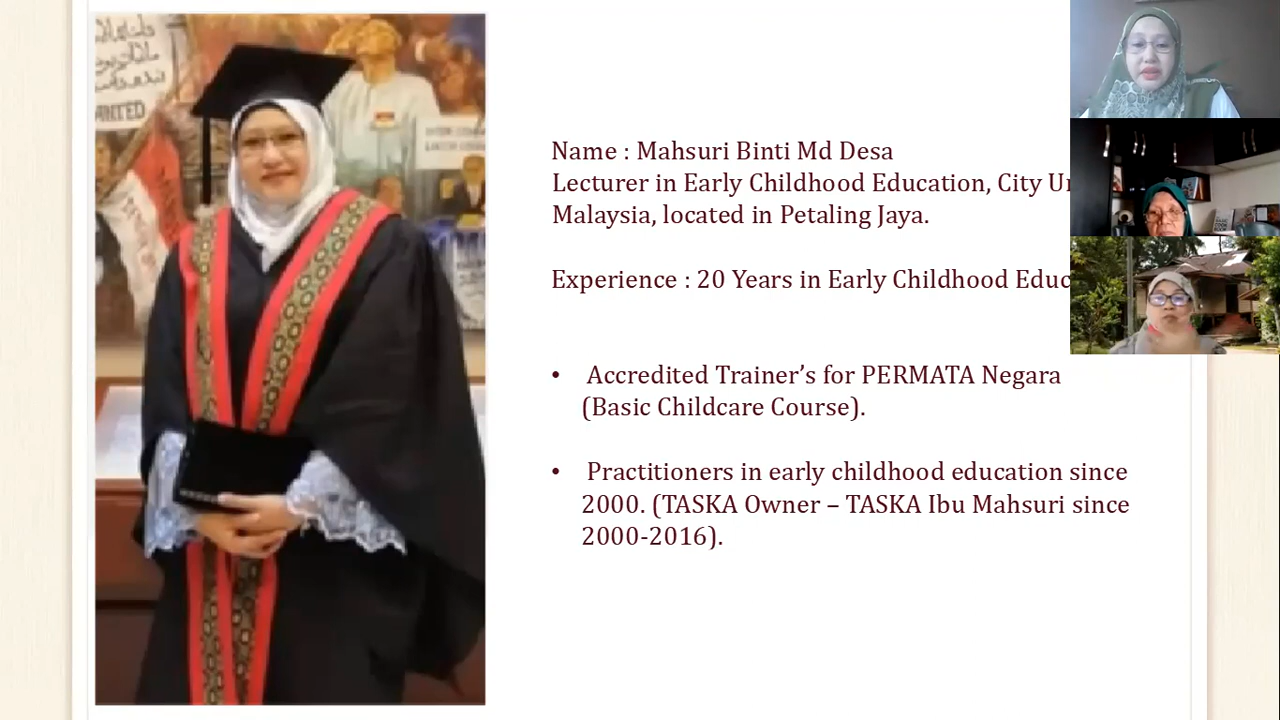 Name : Mahsuri Binti Md Desa
Lecturer in Early Childhood Education, City
Malaysia, located in Petaling Jaya.
Experience : 20 Years in Early Childhood
• Accredited Trainer’s for PERMATA Negara
(Basic Childcare Course).
• Practitioners in early childhood education since
2000. (TASKA Owner – TASKA Ibu Mahsuri since
2000-2016).